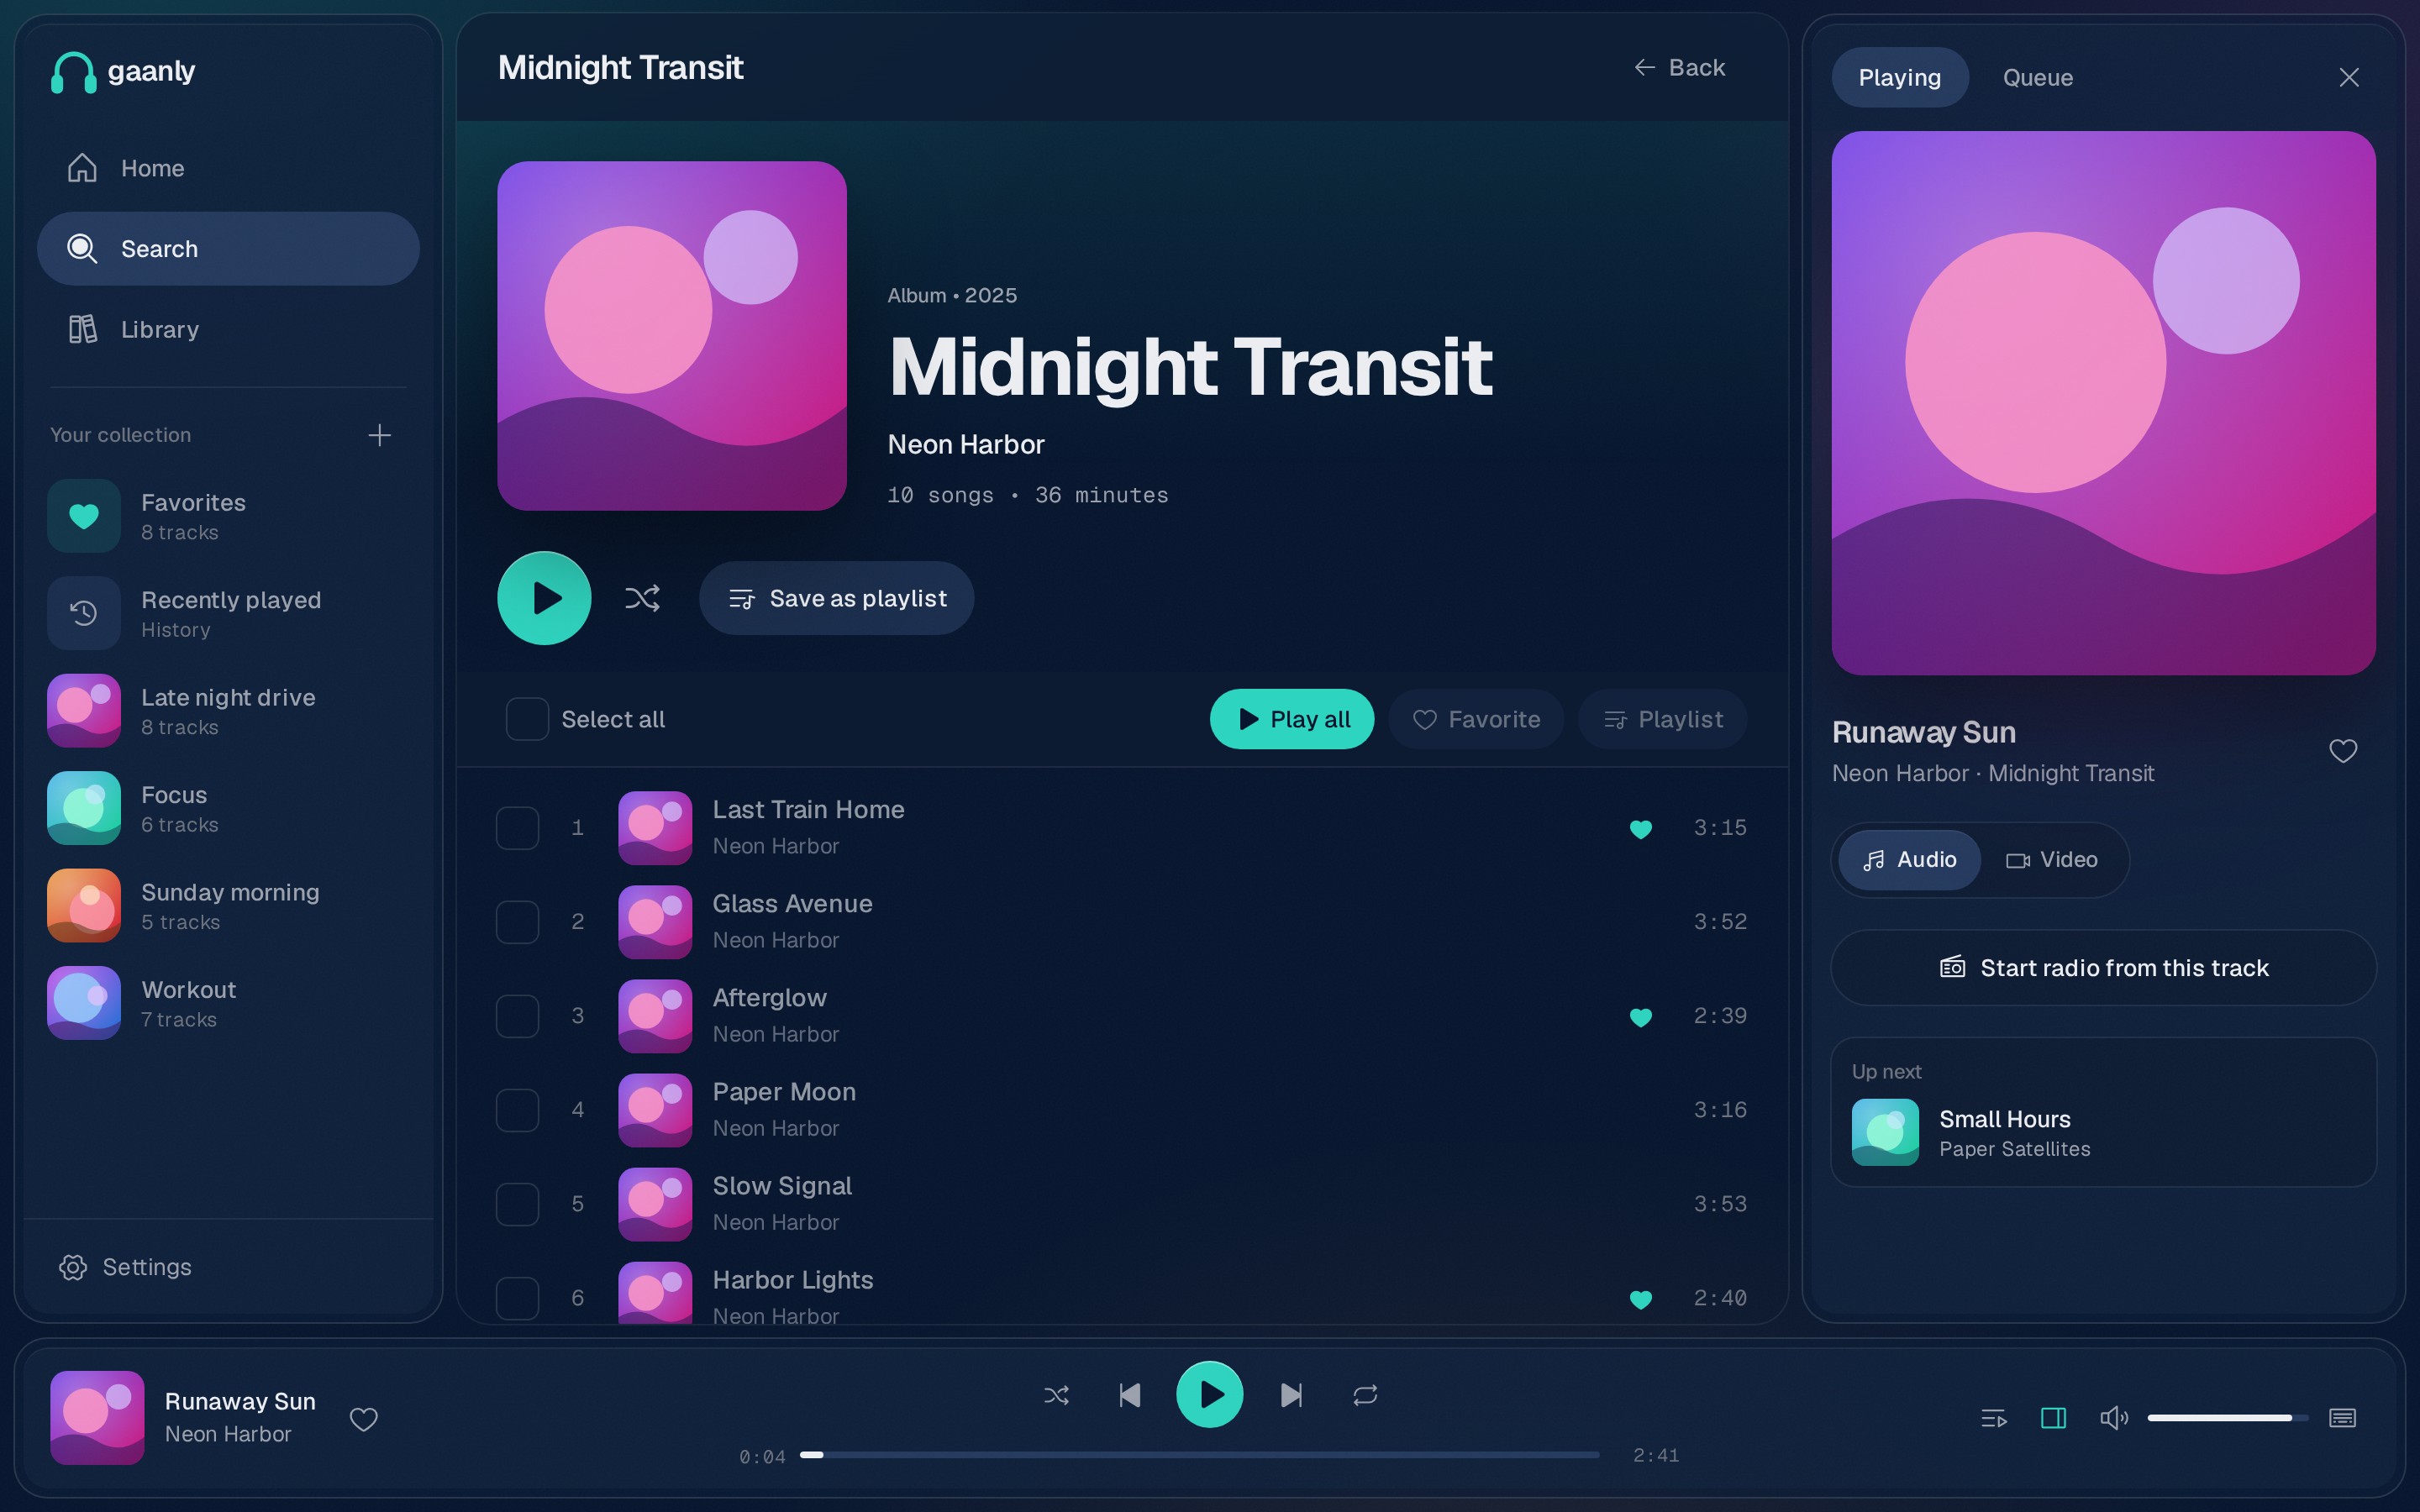 gaanly
Home
Search
Library
Your collection
Favorites
8 tracks
Recently played
History
Late night drive
8 tracks
Focus
6 tracks
Sunday morning
5 tracks
Workout
7 tracks
Settings
Midnight Transit
Back
Album • 2025
Midnight Transit
Neon Harbor
10 songs • 36 minutes
Save as playlist
Select all
Play all
Favorite
Playlist
1
Last Train Home
Neon Harbor
3:15
2
Glass Avenue
Neon Harbor
3:52
3
Afterglow
Neon Harbor
2:39
4
Paper Moon
Neon Harbor
3:16
5
Slow Signal
Neon Harbor
3:53
6
Harbor Lights
Neon Harbor
2:40
Playing
Queue
Runaway Sun
Neon Harbor · Midnight Transit
Audio
Video
Start radio from this track
Up next
Small Hours
Paper Satellites
Runaway Sun
Neon Harbor
0:04
2:41